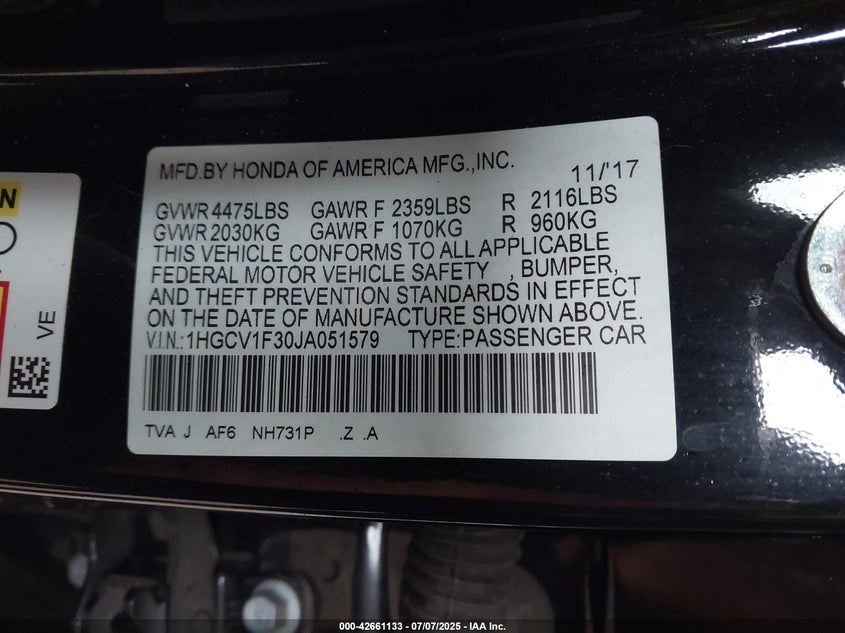 MFD.BY HONDA OF AMERICA MFG.,INC. 11/'17
GVWR 4475LBS GAWR F 2359LBS R 2116LBS
GVWR 2030KG GAWR F 1070KG R 960KG
THIS VEHICLE CONFORMS TO ALL APPLICABLE
FEDERAL MOTOR VEHICLE SAFETY , BUMPER,
AND THEFT PREVENTION STANDARDS IN EFFECT
ON THE DATE OF MANUFACTURE SHOWN ABOVE.
V.I.N.:1HGCV1F30JA051579 TYPE:PASSENGER CAR
TVA J AF6 NH731P .Z .A
N
VE
000-42661133 - 07/07/2025 - IAA Inc.